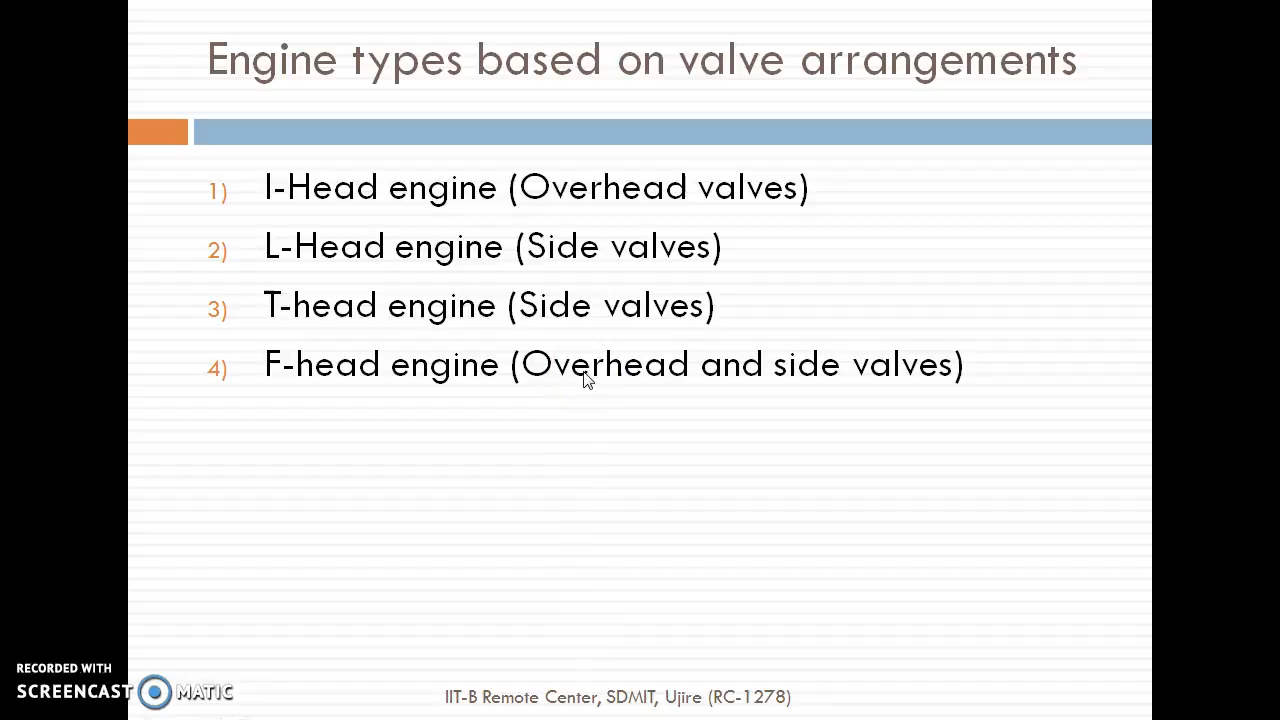 Engine types based on valve arrangements
1) I-Head engine (Overhead valves)
2) L-Head engine (Side valves)
3) T-head engine (Side valves)
4) F-head engine (Overhead and side valves)
RECORDED WITH
SCREENCAST MATIC
IIT-B Remote Center, SDMIT, Ujire (RC-1278)